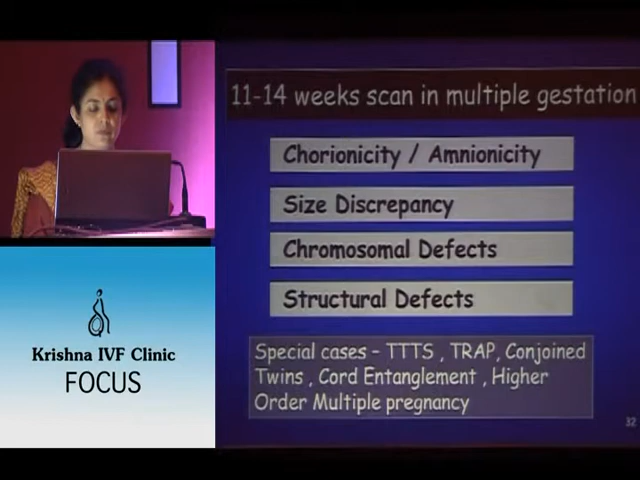 11-14 weeks scan in multiple gestation
Chorionicity / Amnionicity
Size Discrepancy
Chromosomal Defects
Structural Defects
Special cases – TTTS , TRAP, Conjoined
Twins , Cord Entanglement , Higher
Order Multiple pregnancy
32
Krishna IVF Clinic
FOCUS